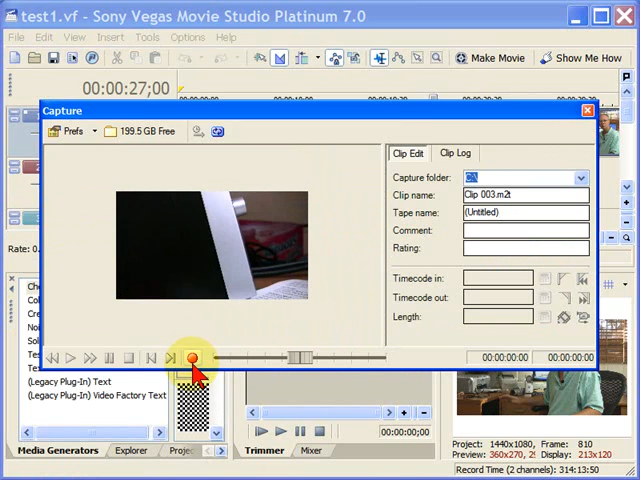 test1.vf - Sony Vegas Movie Studio Platinum 7.0
File Edit View Insert Tools Options Help
Make Movie Show Me How
00:00:27;00
Capture
Prefs 199.5 GB Free
Clip Edit Clip Log
Capture folder: C:\
Clip name: Clip 003.m2t
Tape name: (Untitled)
Comment:
Rating:
Rate: 0.
Timecode in:
Timecode out:
Length:
00:00:00:00 00:00:00:00
(Legacy Plug-In) Text
(Legacy Plug-In) Video Factory Text
00:00:00;00
Media Generators Explorer Proje
Trimmer Mixer
Project: 1440x1080, Frame: 810
Preview: 360x270, 25 Display: 213x120
Record Time (2 channels): 314:13:50